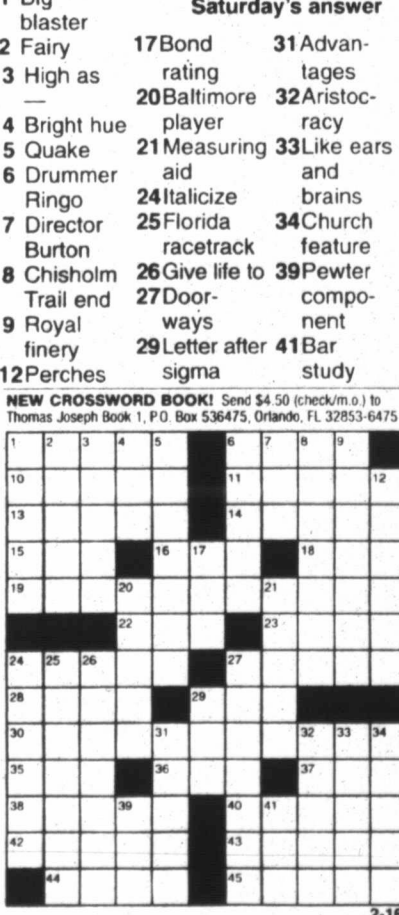 1 Big
blaster
2 Fairy
3 High as
—
4 Bright hue
5 Quake
6 Drummer
Ringo
7 Director
Burton
8 Chisholm
Trail end
9 Royal
finery
12 Perches
Saturday's answer
17 Bond
rating
20 Baltimore
player
21 Measuring
aid
24 Italicize
25 Florida
racetrack
26 Give life to
27 Door-
ways
29 Letter after
sigma
31 Advan-
tages
32 Aristoc-
racy
33 Like ears
and
brains
34 Church
feature
39 Pewter
compo-
nent
41 Bar
study
NEW CROSSWORD BOOK! Send $4.50 (check/m.o.) to
Thomas Joseph Book 1, P.O. Box 536475, Orlando, FL 32853-6475
1 2 3 4 5 6 7 8 9
10 11 12
13 14
15 16 17 18
19 20 21
22 23
24 25 26 27
28 29
30 31 32 33 34
35 36 37
38 39 40 41
42 43
44 45